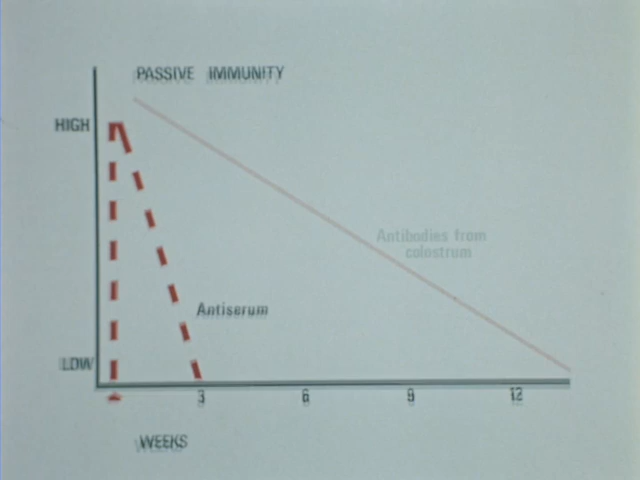 PASSIVE IMMUNITY
HIGH
Antibodies from
colostrum
Antiserum
LOW
3 6 9 12
WEEKS